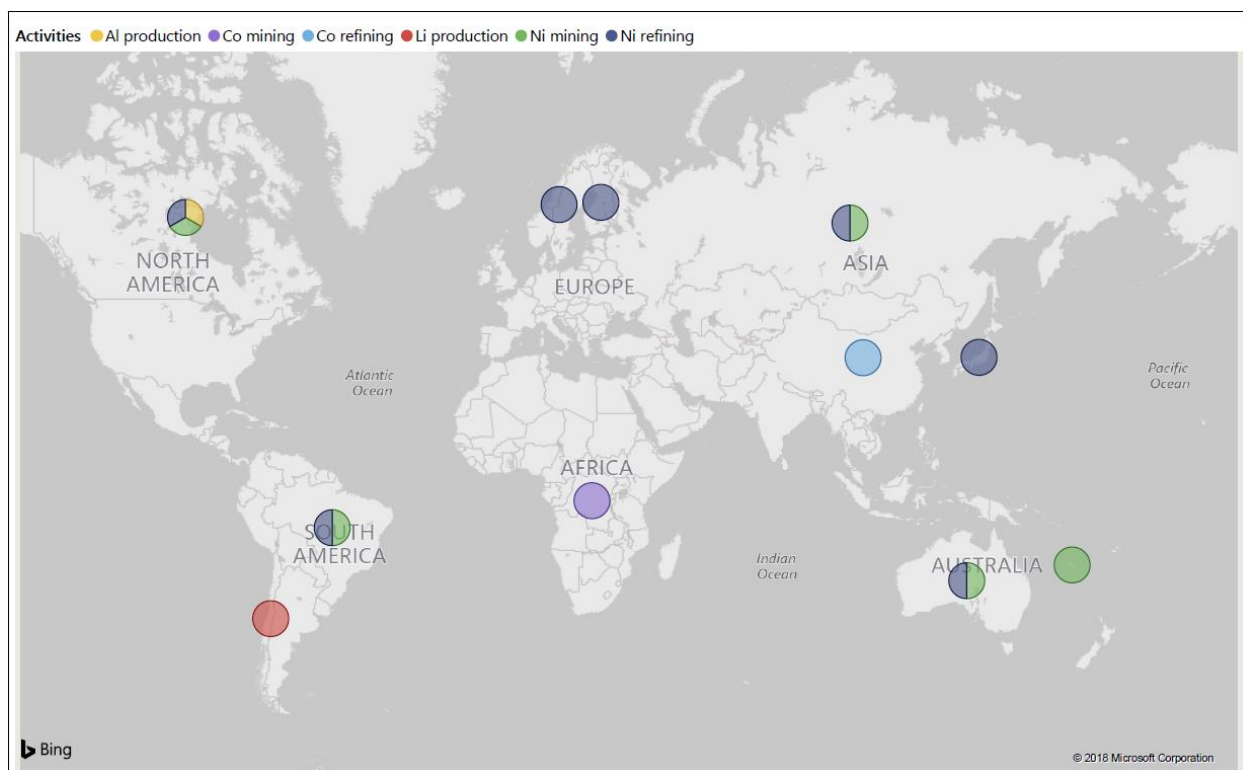 Activities Al production Co mining Co refining Li production Ni mining Ni refining
NORTH
AMERICA
EUROPE
ASIA
Atlantic
Ocean
Pacific
Ocean
AFRICA
SOUTH
AMERICA
Indian
Ocean
AUSTRALIA
Bing
© 2018 Microsoft Corporation